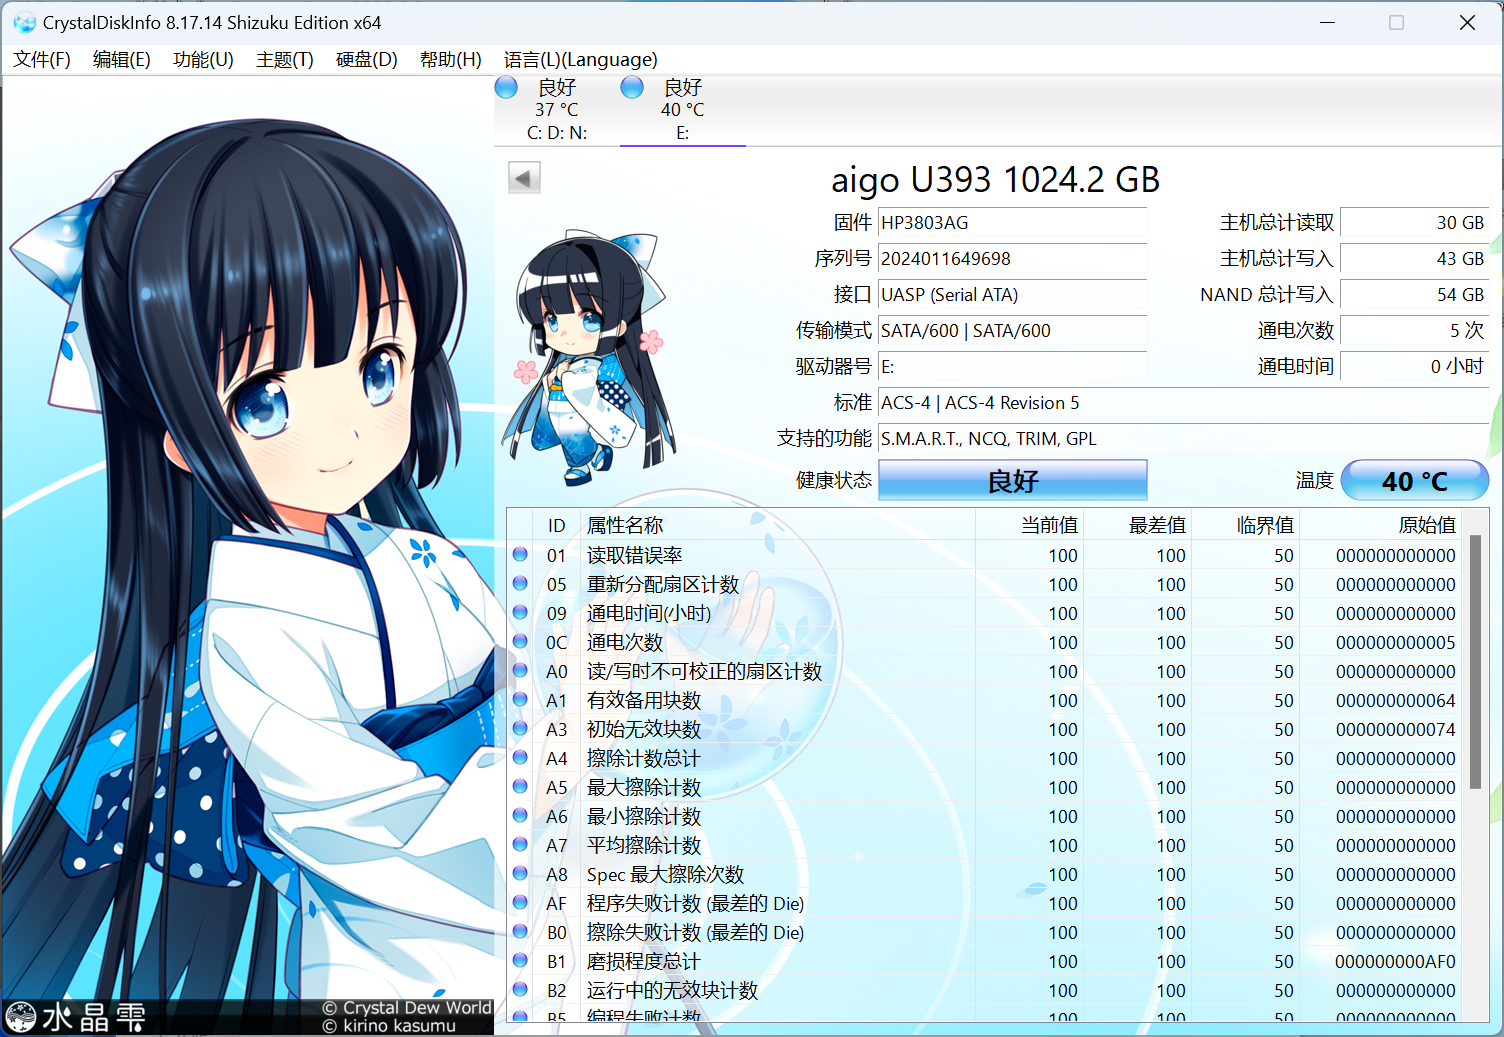 CrystalDiskInfo 8.17.14 Shizuku Edition x64
文件(F) 编辑(E) 功能(U) 主题(T) 硬盘(D) 帮助(H) 语言(L)(Language)
良好 良好
37 °C 40 °C
C: D: N: E:
aigo U393 1024.2 GB
固件 HP3803AG 主机总计读取 30 GB
序列号 2024011649698 主机总计写入 43 GB
接口 UASP (Serial ATA) NAND 总计写入 54 GB
传输模式 SATA/600 | SATA/600 通电次数 5 次
驱动器号 E: 通电时间 0 小时
标准 ACS-4 | ACS-4 Revision 5
支持的功能 S.M.A.R.T., NCQ, TRIM, GPL
健康状态 良好 温度 40 °C
ID 属性名称 当前值 最差值 临界值 原始值
01 读取错误率 100 100 50 000000000000
05 重新分配扇区计数 100 100 50 000000000000
09 通电时间(小时) 100 100 50 000000000000
0C 通电次数 100 100 50 000000000005
A0 读/写时不可校正的扇区计数 100 100 50 000000000000
A1 有效备用块数 100 100 50 000000000064
A3 初始无效块数 100 100 50 000000000074
A4 擦除计数总计 100 100 50 000000000000
A5 最大擦除计数 100 100 50 000000000000
A6 最小擦除计数 100 100 50 000000000000
A7 平均擦除计数 100 100 50 000000000000
A8 Spec 最大擦除次数 100 100 50 000000000000
AF 程序失败计数 (最差的 Die) 100 100 50 000000000000
B0 擦除失败计数 (最差的 Die) 100 100 50 000000000000
B1 磨损程度总计 100 100 50 000000000AF0
B2 运行中的无效块计数 100 100 50 000000000000
B5 编程失败计数 100 100 50 000000000000
水晶雫
© Crystal Dew World
© kirino kasumu